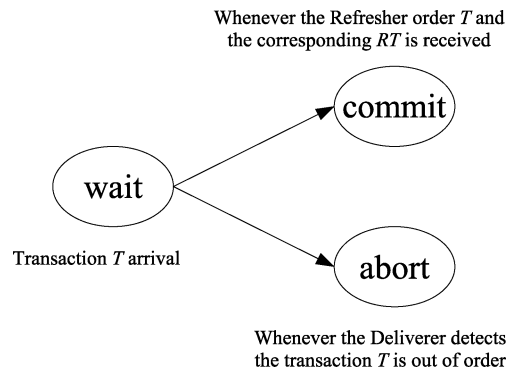 Whenever the Refresher order T and
the corresponding RT is received
commit
wait
Transaction T arrival
abort
Whenever the Deliverer detects
the transaction T is out of order